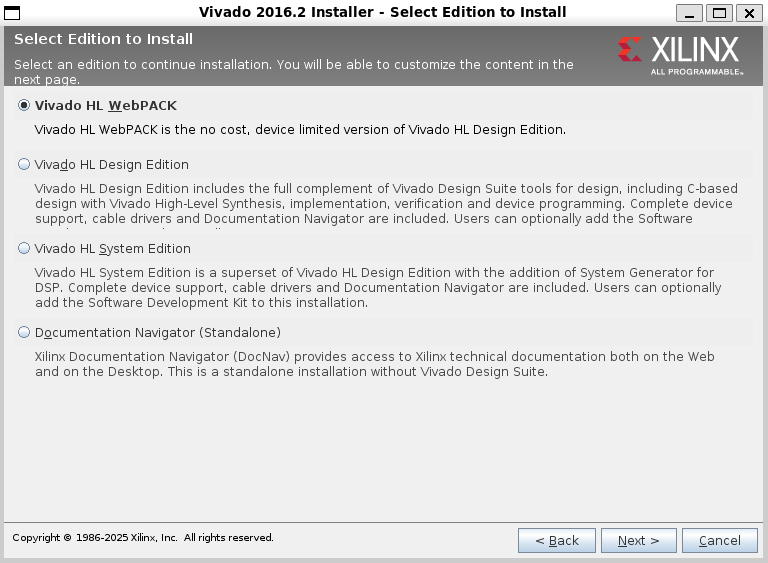 Vivado 2016.2 Installer - Select Edition to Install
Select Edition to Install
Select an edition to continue installation. You will be able to customize the content in the
next page.
XILINX
ALL PROGRAMMABLE™
Vivado HL WebPACK
Vivado HL WebPACK is the no cost, device limited version of Vivado HL Design Edition.
Vivado HL Design Edition
Vivado HL Design Edition includes the full complement of Vivado Design Suite tools for design, including C-based
design with Vivado High-Level Synthesis, implementation, verification and device programming. Complete device
support, cable drivers and Documentation Navigator are included. Users can optionally add the Software
Vivado HL System Edition
Vivado HL System Edition is a superset of Vivado HL Design Edition with the addition of System Generator for
DSP. Complete device support, cable drivers and Documentation Navigator are included. Users can optionally
add the Software Development Kit to this installation.
Documentation Navigator (Standalone)
Xilinx Documentation Navigator (DocNav) provides access to Xilinx technical documentation both on the Web
and on the Desktop. This is a standalone installation without Vivado Design Suite.
Copyright © 1986-2025 Xilinx, Inc. All rights reserved.
< Back
Next >
Cancel